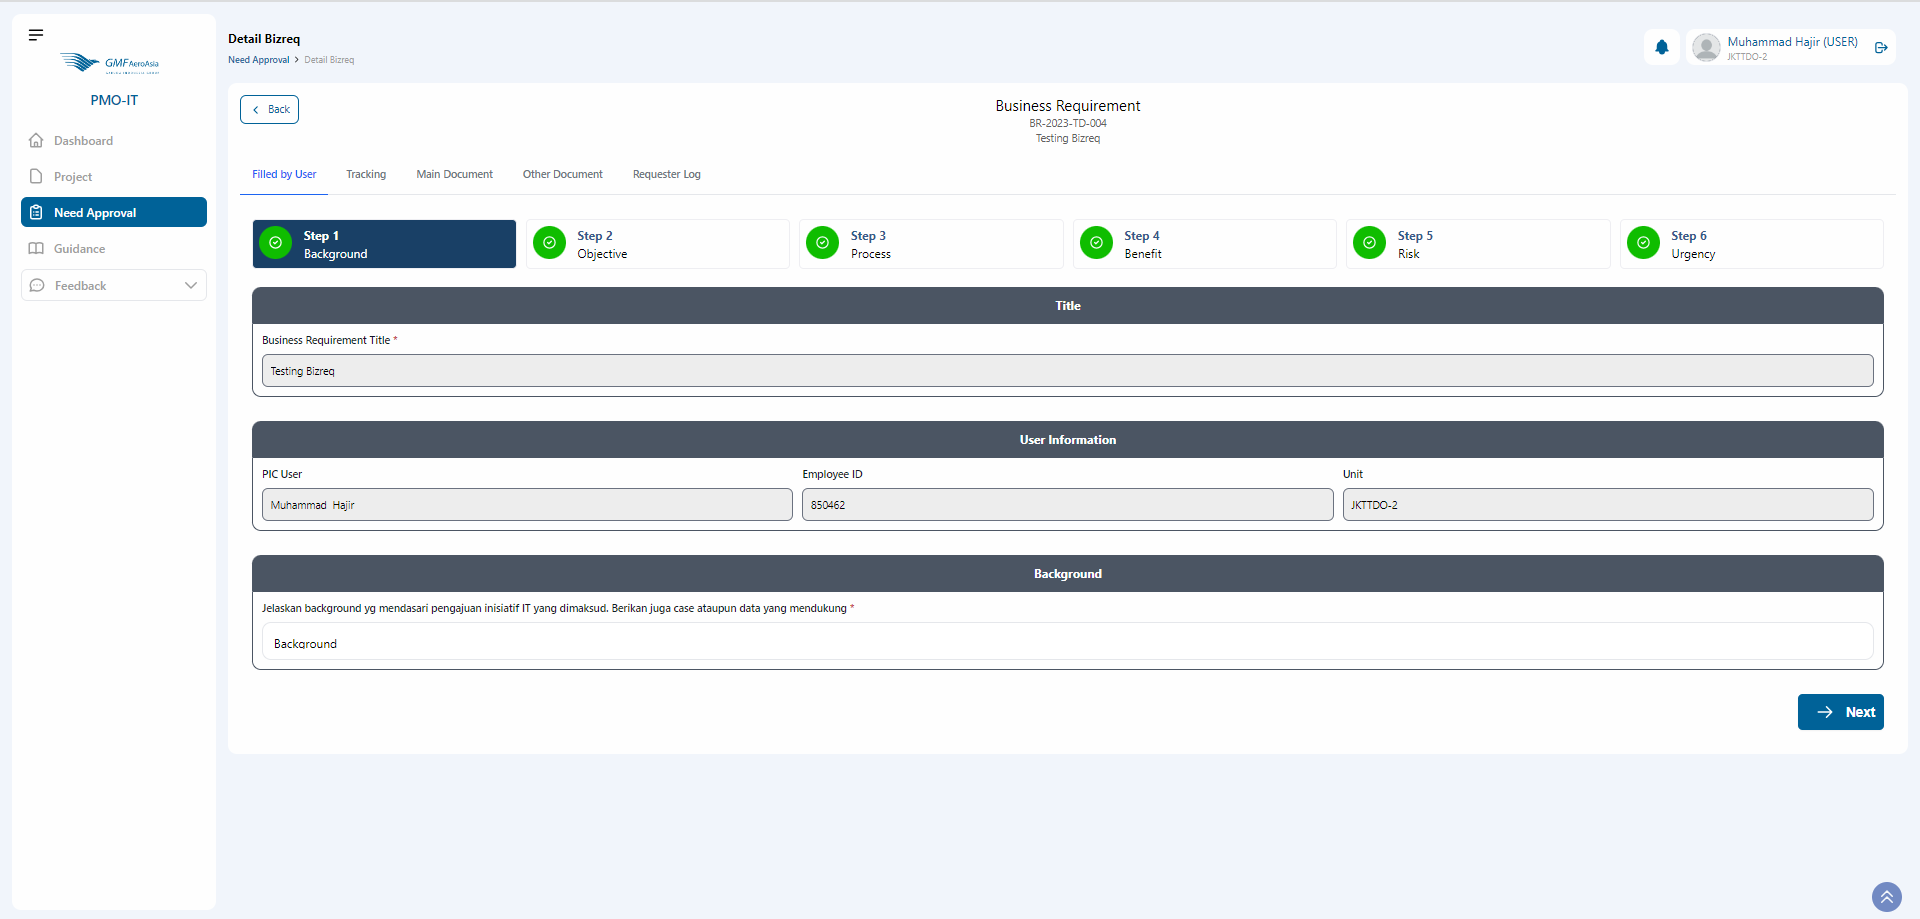 GMF AeroAsia
PMO-IT
Dashboard
Project
Need Approval
Guidance
Feedback
Detail Bizreq
Need Approval > Detail Bizreq
Muhammad Hajir (USER)
JKTTDO-2
Back
Business Requirement
BR-2023-TD-004
Testing Bizreq
Filled by User Tracking Main Document Other Document Requester Log
Step 1
Background
Step 2
Objective
Step 3
Process
Step 4
Benefit
Step 5
Risk
Step 6
Urgency
Title
Business Requirement Title *
Testing Bizreq
User Information
PIC User Employee ID Unit
Muhammad Hajir 850462 JKTTDO-2
Background
Jelaskan background yg mendasari pengajuan inisiatif IT yang dimaksud. Berikan juga case ataupun data yang mendukung *
Background
Next